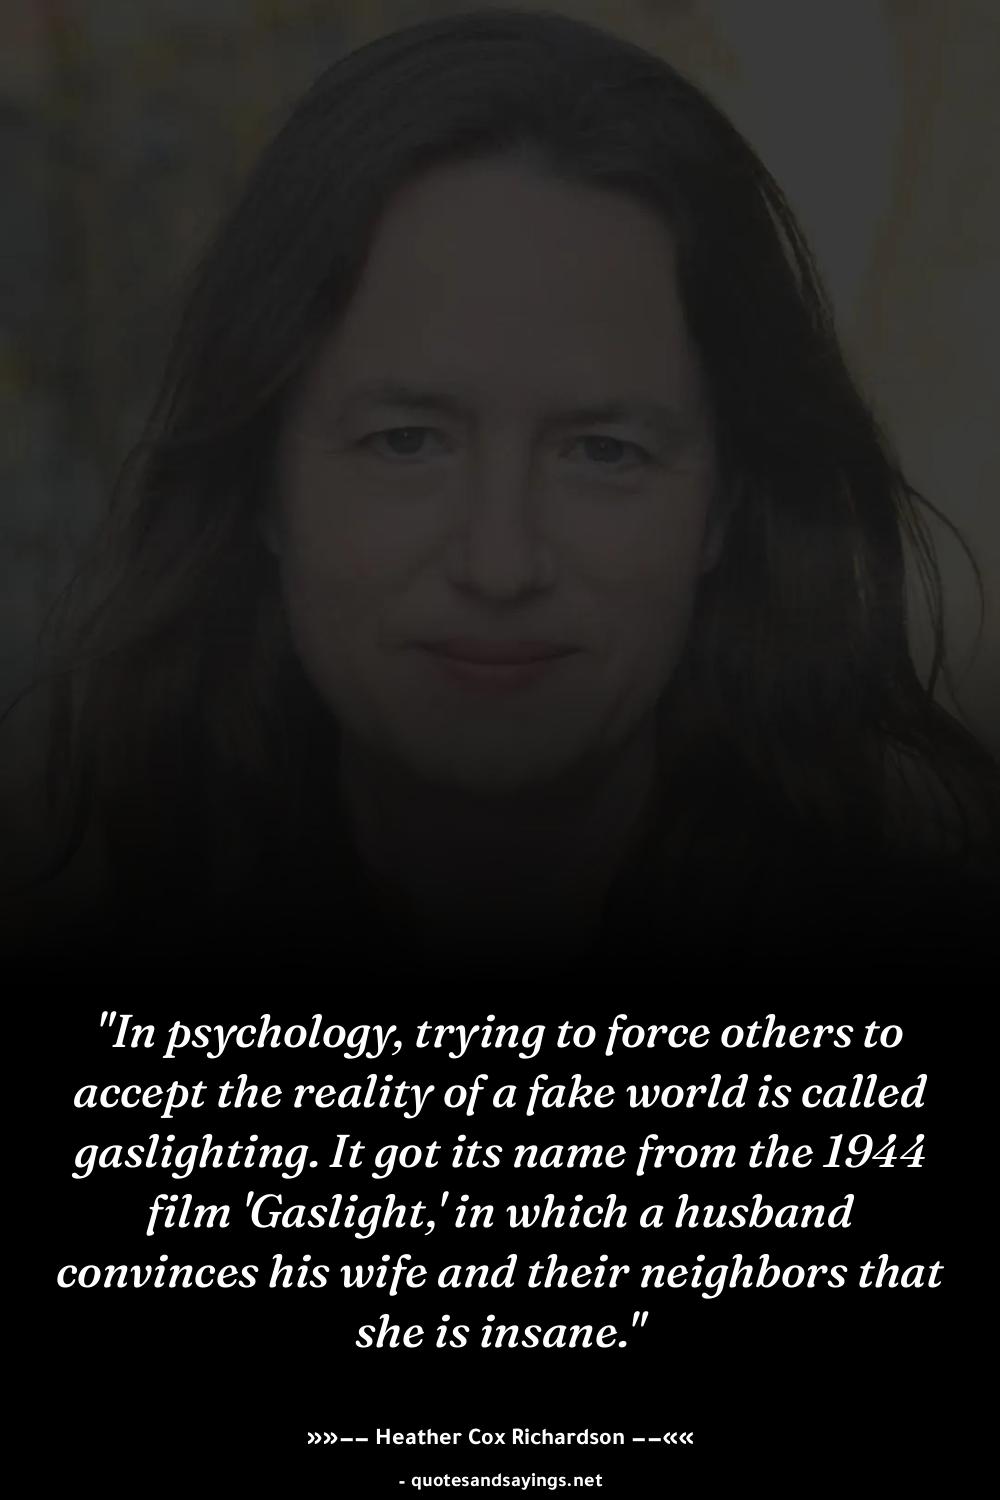 "In psychology, trying to force others to
accept the reality of a fake world is called
gaslighting. It got its name from the 1944
film 'Gaslight,' in which a husband
convinces his wife and their neighbors that
she is insane."
»»−− Heather Cox Richardson −−««
- quotesandsayings.net